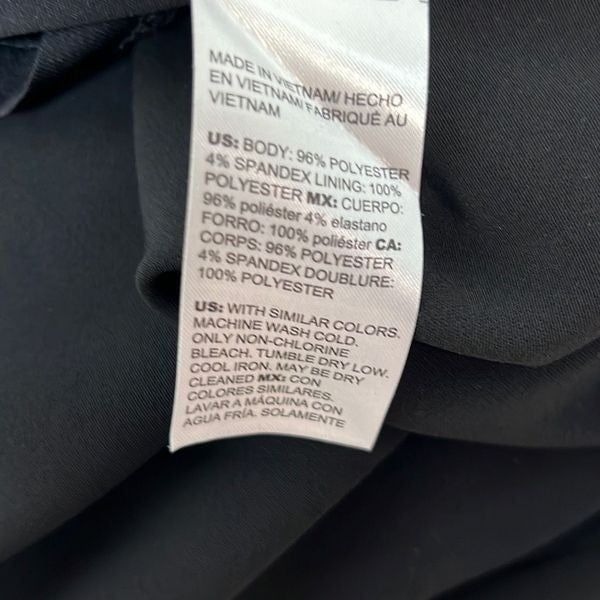 MADE IN VIETNAM/ HECHO
EN VIETNAM/ FABRIQUÉ AU
VIETNAM
US: BODY: 96% POLYESTER
4% SPANDEX LINING: 100%
POLYESTER MX: CUERPO:
96% poliéster 4% elastano
FORRO: 100% poliéster CA:
CORPS: 96% POLYESTER
4% SPANDEX DOUBLURE:
100% POLYESTER
US: WITH SIMILAR COLORS.
MACHINE WASH COLD.
ONLY NON-CHLORINE
BLEACH. TUMBLE DRY LOW.
COOL IRON. MAY BE DRY
CLEANED MX: CON
COLORES SIMILARES.
LAVAR A MÁQUINA CON
AGUA FRÍA. SOLAMENTE